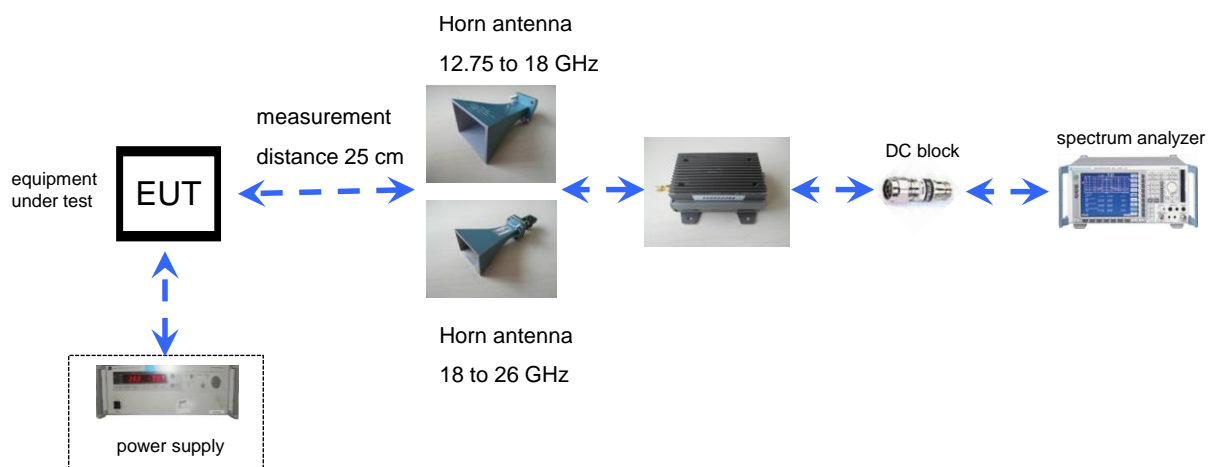 Horn antenna
12.75 to 18 GHz
measurement
distance 25 cm
equipment
under test
EUT
DC block
spectrum analyzer
Horn antenna
18 to 26 GHz
power supply